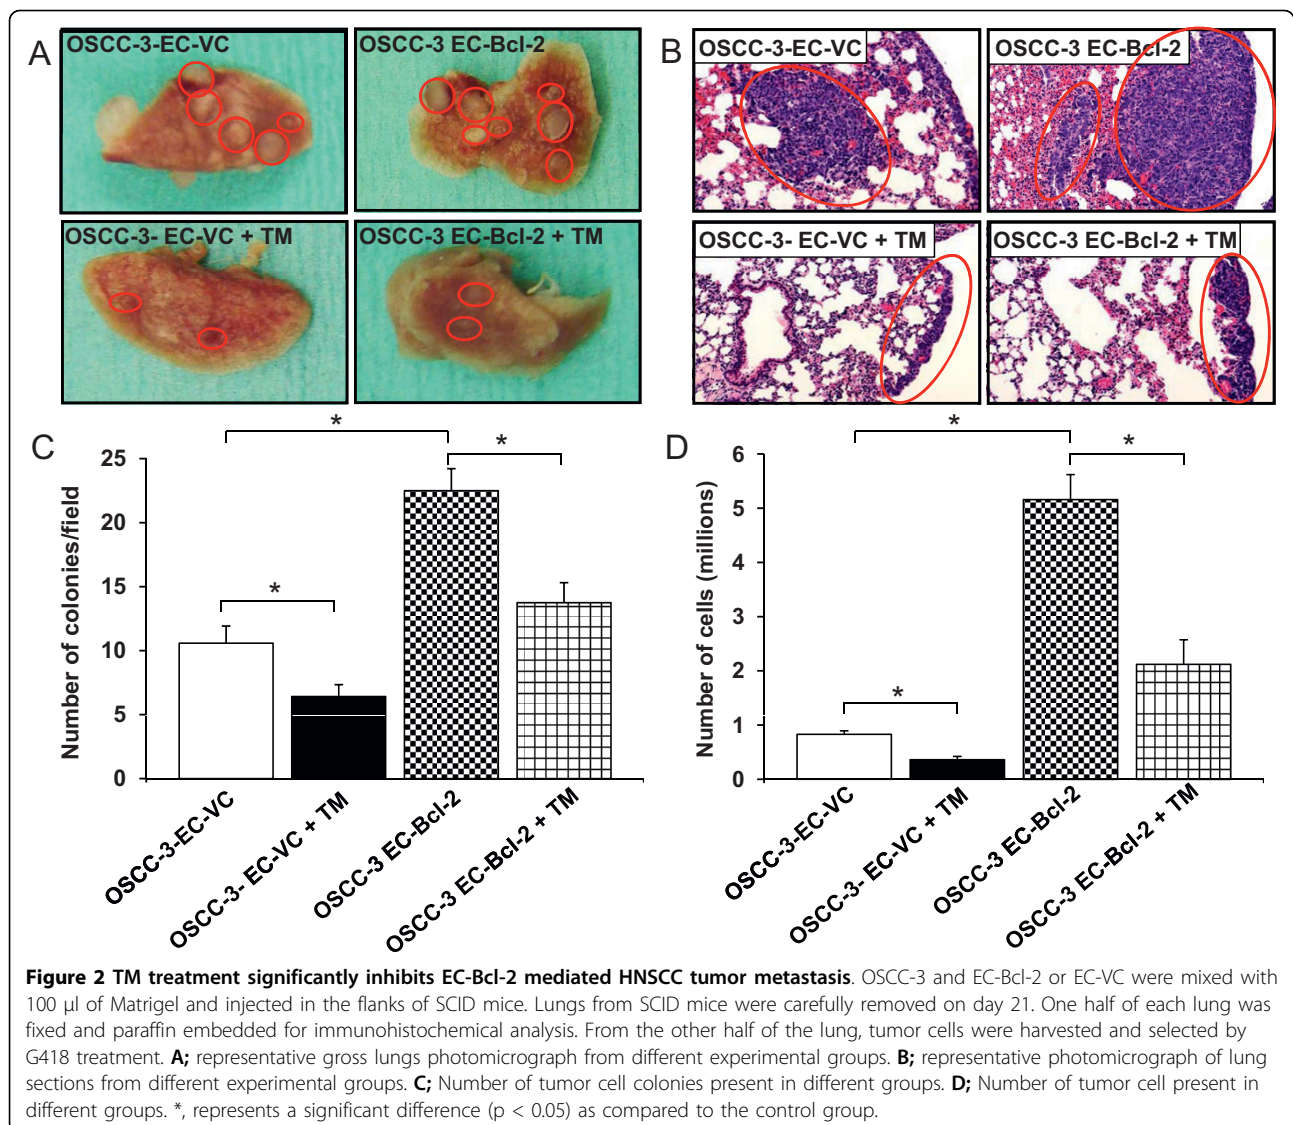 A
OSCC-3-EC-VC
OSCC-3 EC-Bcl-2
OSCC-3- EC-VC + TM
OSCC-3 EC-Bcl-2 + TM
B
OSCC-3-EC-VC
OSCC-3 EC-Bcl-2
OSCC-3- EC-VC + TM
OSCC-3 EC-Bcl-2 + TM
C
Number of colonies/field
25
20
15
10
5
0
*
*
*
OSCC-3-EC-VC
OSCC-3- EC-VC + TM
OSCC-3 EC-Bcl-2
OSCC-3 EC-Bcl-2 + TM
D
Number of cells (millions)
6
5
4
3
2
1
0
*
*
*
OSCC-3-EC-VC
OSCC-3- EC-VC + TM
OSCC-3 EC-Bcl-2
OSCC-3 EC-Bcl-2 + TM
Figure 2 TM treatment significantly inhibits EC-Bcl-2 mediated HNSCC tumor metastasis. OSCC-3 and EC-Bcl-2 or EC-VC were mixed with
100 μl of Matrigel and injected in the flanks of SCID mice. Lungs from SCID mice were carefully removed on day 21. One half of each lung was
fixed and paraffin embedded for immunohistochemical analysis. From the other half of the lung, tumor cells were harvested and selected by
G418 treatment. A; representative gross lungs photomicrograph from different experimental groups. B; representative photomicrograph of lung
sections from different experimental groups. C; Number of tumor cell colonies present in different groups. D; Number of tumor cell present in
different groups. *, represents a significant difference (p < 0.05) as compared to the control group.